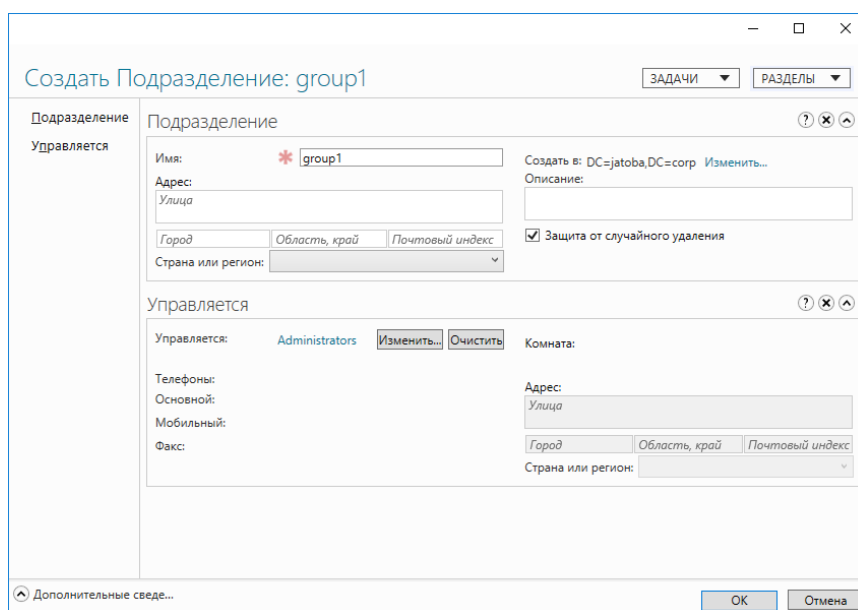 Создать Подразделение: group1
ЗАДАЧИ
РАЗДЕЛЫ
Подразделение
Управляется
Подразделение
Имя:
group1
Адрес:
Улица
Город
Область, край
Почтовый индекс
Страна или регион:
Создать в: DC=jatoba,DC=corp Изменить...
Описание:
Защита от случайного удаления
Управляется
Управляется:
Administrators
Изменить...
Очистить
Телефоны:
Основной:
Мобильный:
Факс:
Комната:
Адрес:
Улица
Город
Область, край
Почтовый индекс
Страна или регион:
Дополнительные сведе...
OK
Отмена